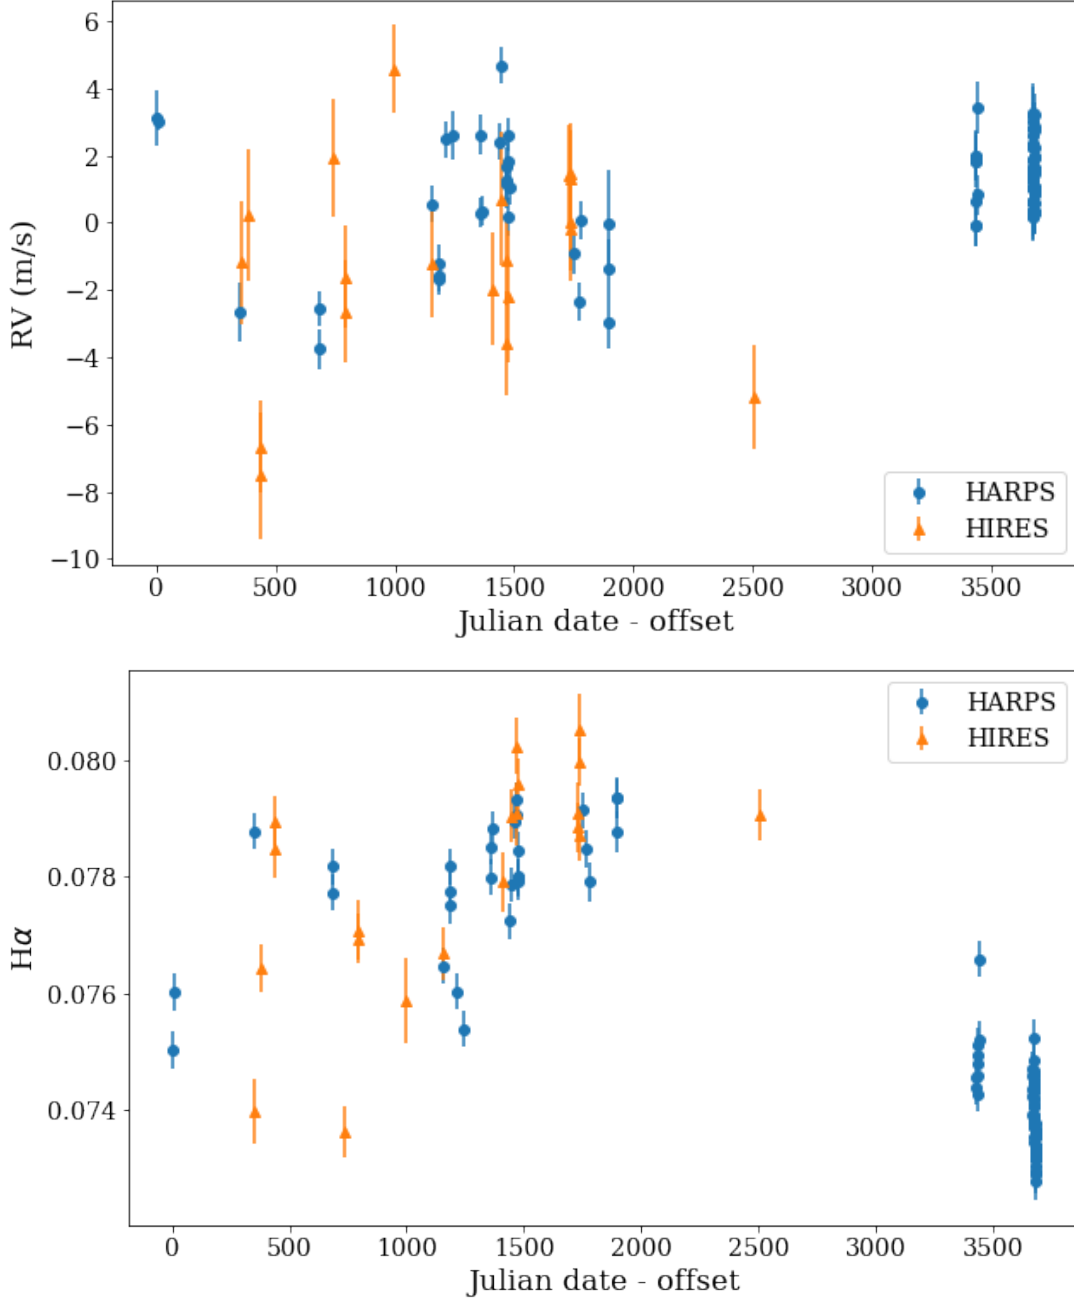 6
4
2
0
−2
−4
−6
−8
−10
RV (m/s)
0 500 1000 1500 2000 2500 3000 3500
Julian date - offset
HARPS
HIRES
0.080
0.078
0.076
0.074
Hα
0 500 1000 1500 2000 2500 3000 3500
Julian date - offset
HARPS
HIRES